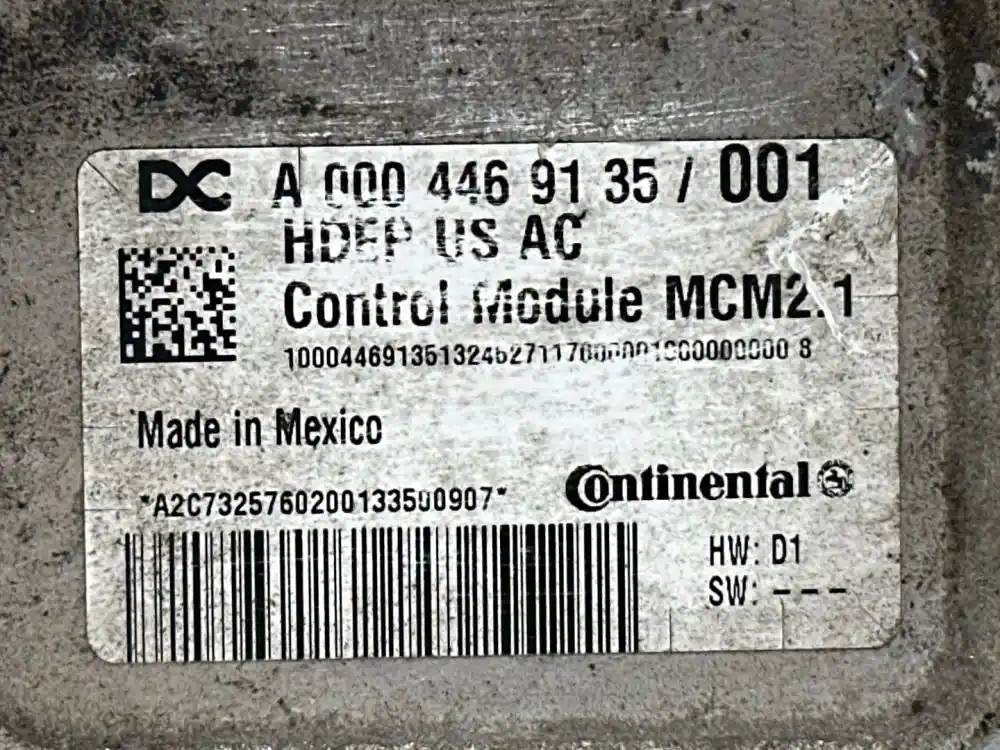 DC A 000 446 91 35 / 001
HDEP US AC
Control Module MCM2.1
Made in Mexico
*A2C7325760200133500907*
Continental
HW: D1
SW: ---